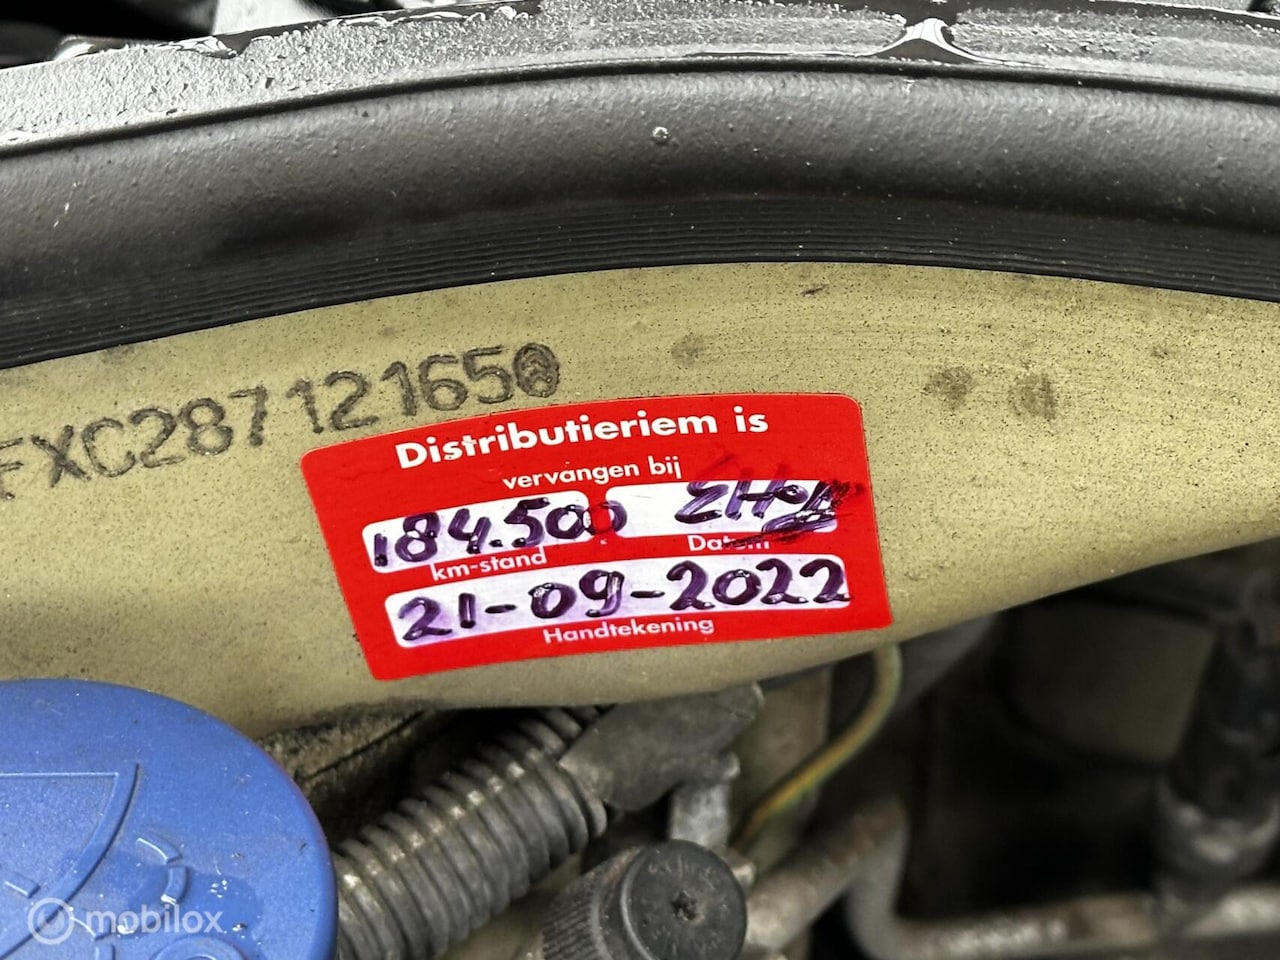 FXC287121650
Distributieriem is
vervangen bij
184.500
km-stand Datum
21-09-2022
Handtekening
mobilox